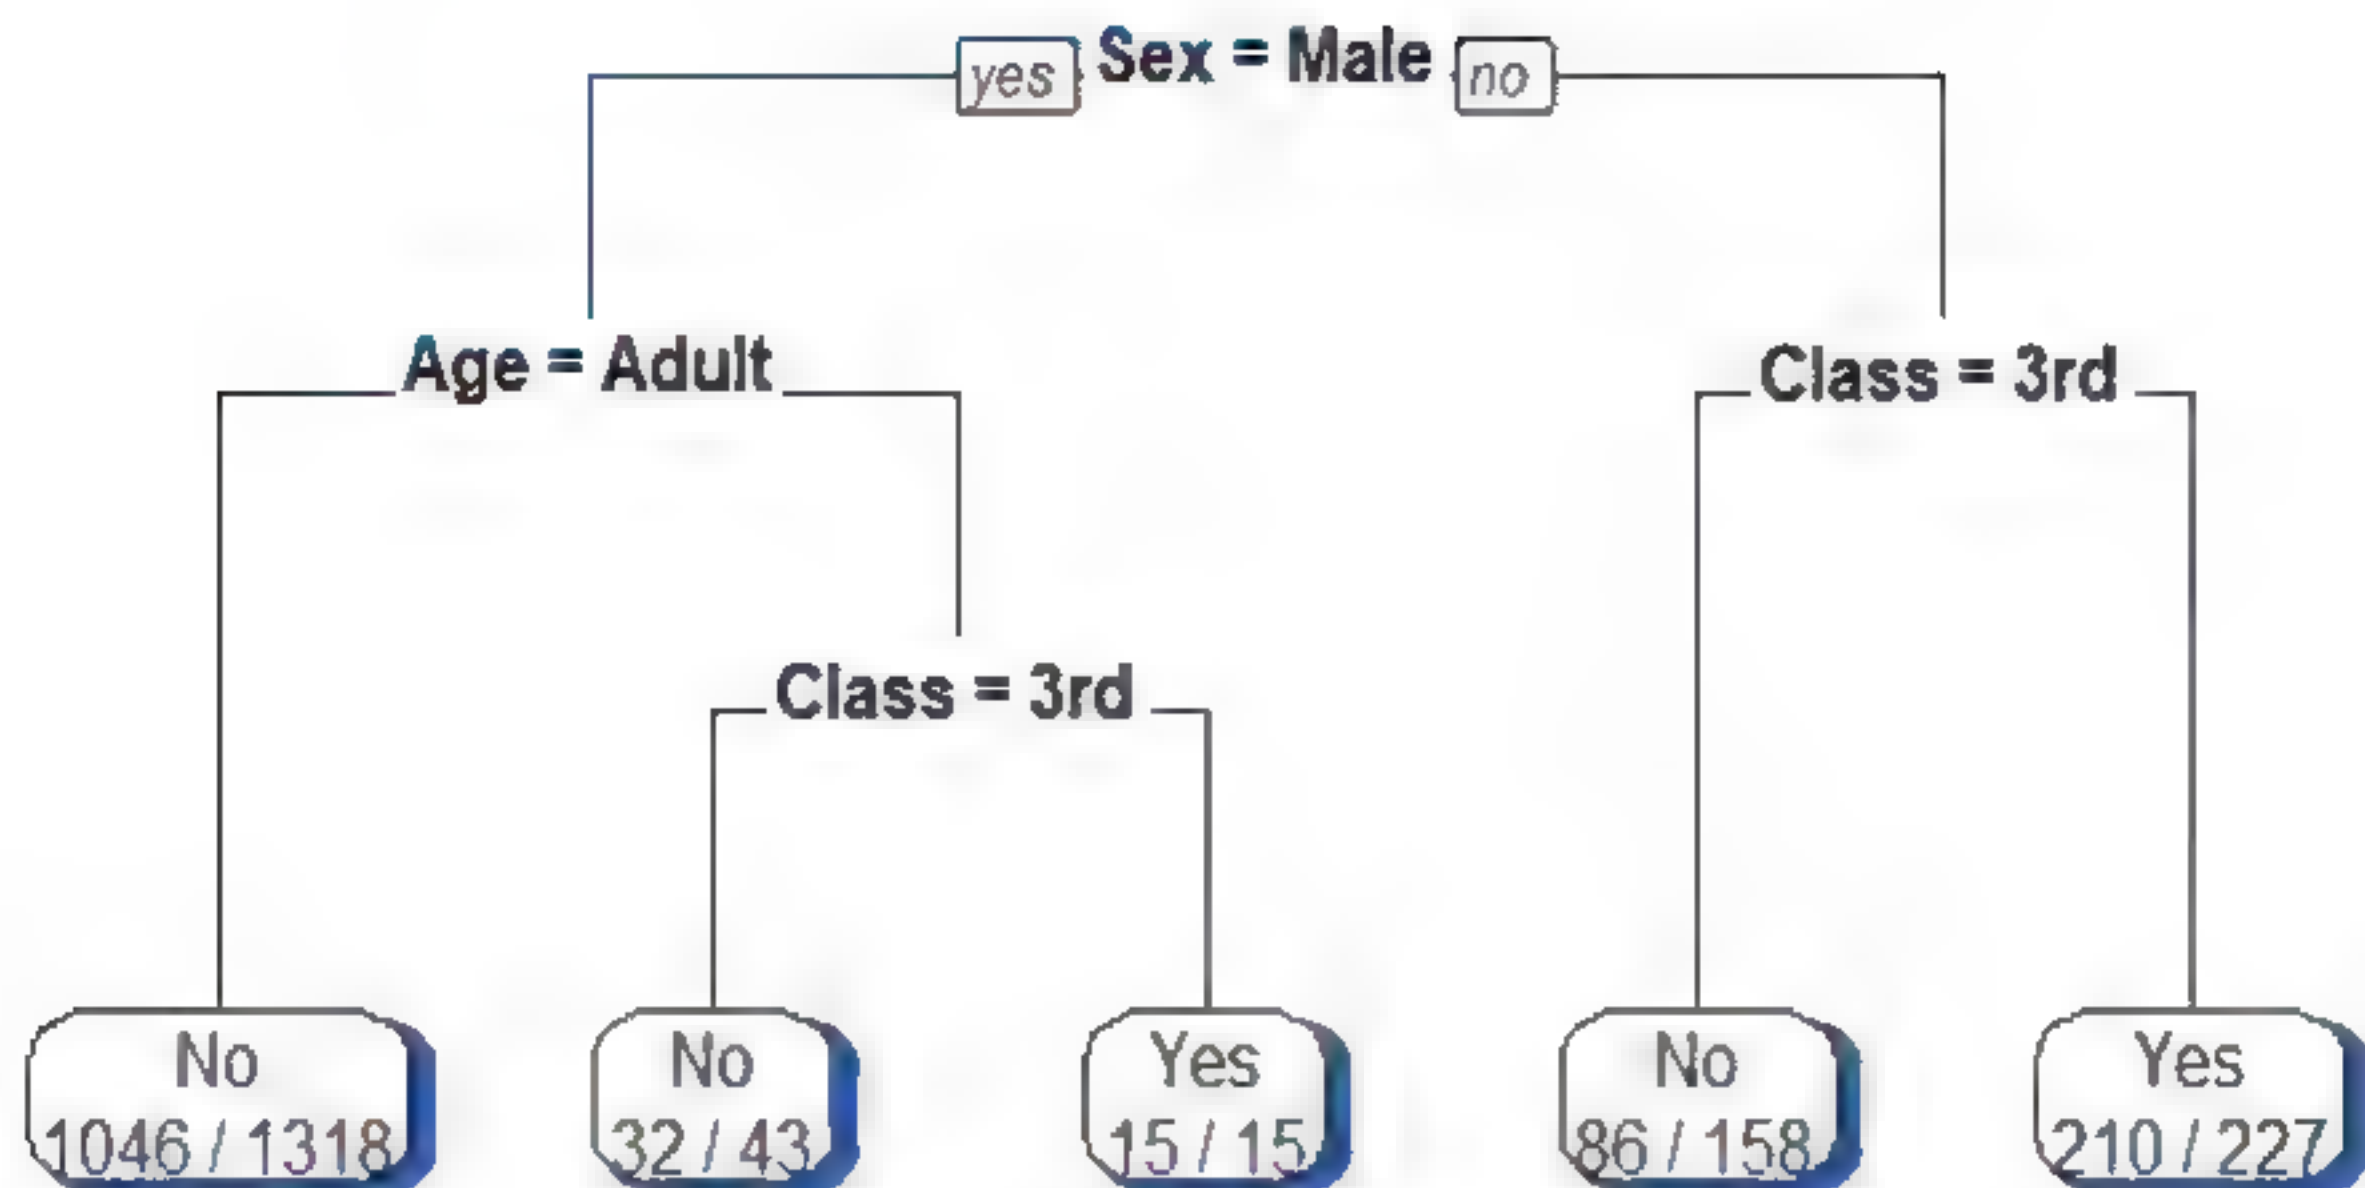 yes Sex = Male no
Age = Adult
Class = 3rd
Class = 3rd
No
1046 / 1318
No
32 / 43
Yes
15 / 15
No
86 / 158
Yes
210 / 227